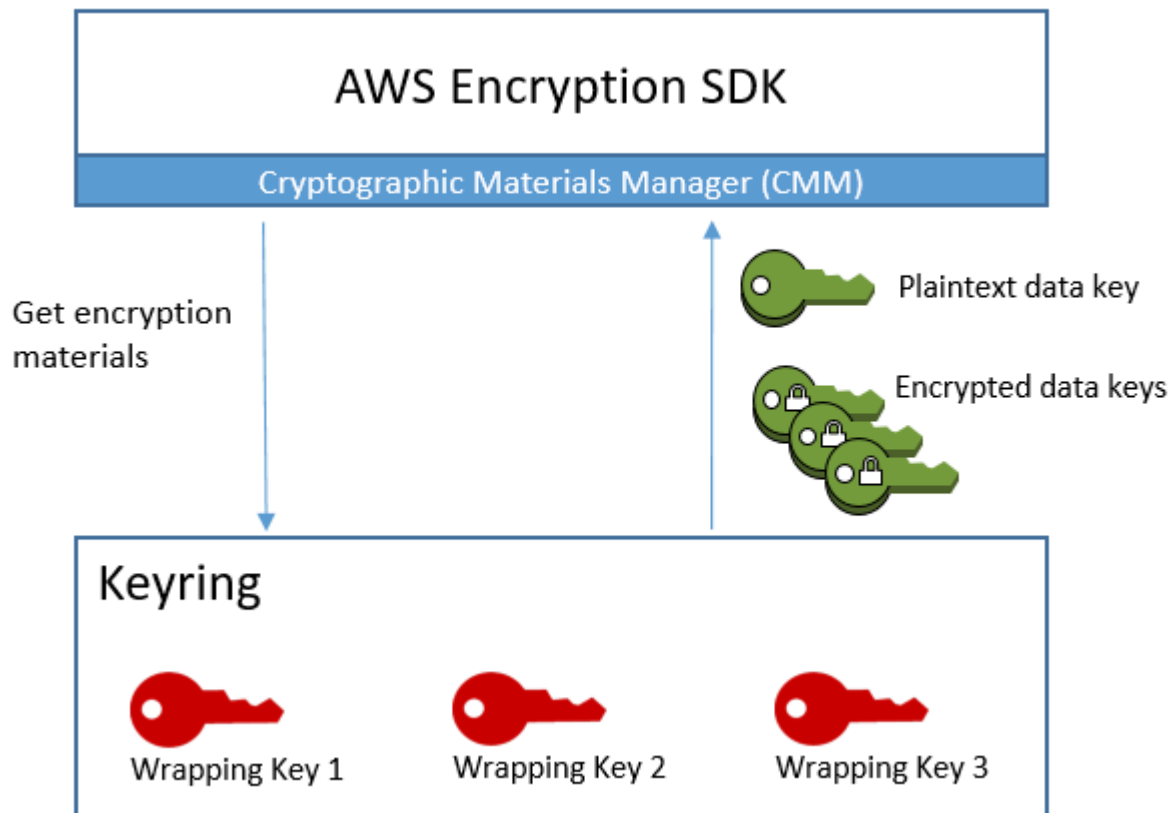 AWS Encryption SDK
Cryptographic Materials Manager (CMM)
Get encryption
materials
Plaintext data key
Encrypted data keys
Keyring
Wrapping Key 1
Wrapping Key 2
Wrapping Key 3